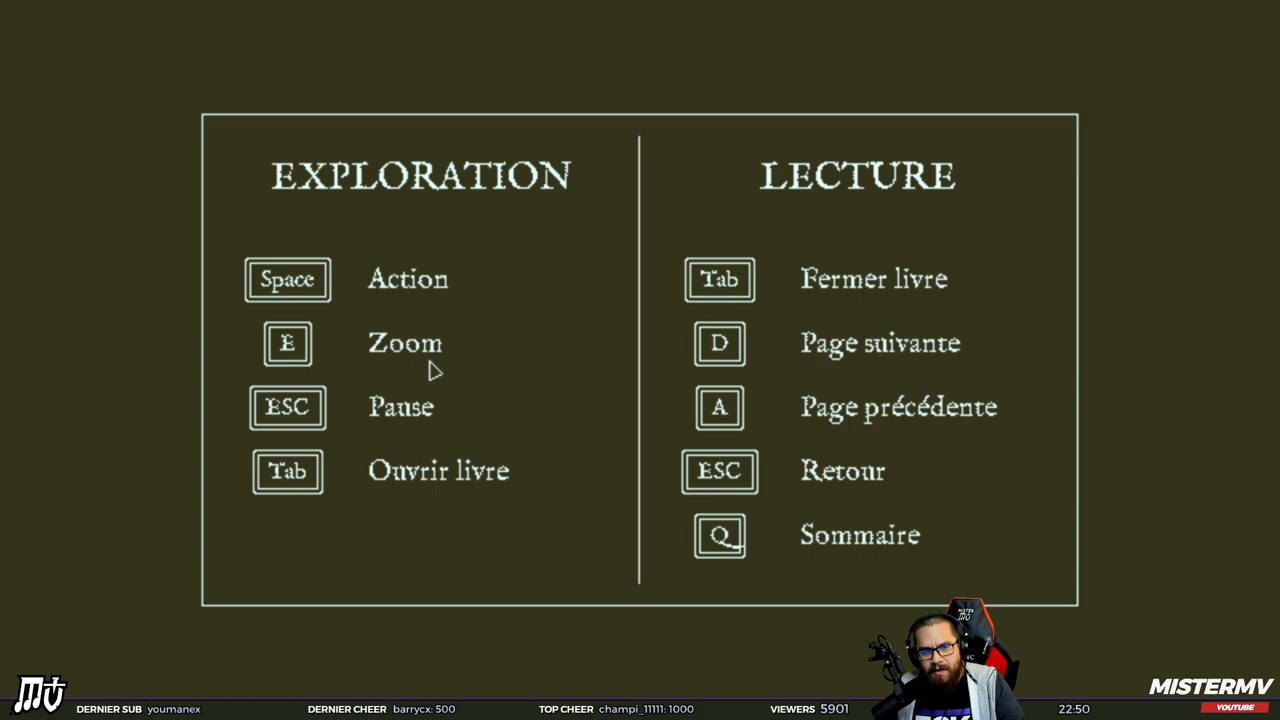 EXPLORATION
Space Action
E Zoom
ESC Pause
Tab Ouvrir livre
LECTURE
Tab Fermer livre
D Page suivante
A Page précédente
ESC Retour
Q Sommaire
DERNIER SUB youmanex
DERNIER CHEER barrycx: 500
TOP CHEER champi_11111: 1000
VIEWERS 5901
22:50
MISTERMV
YOUTUBE